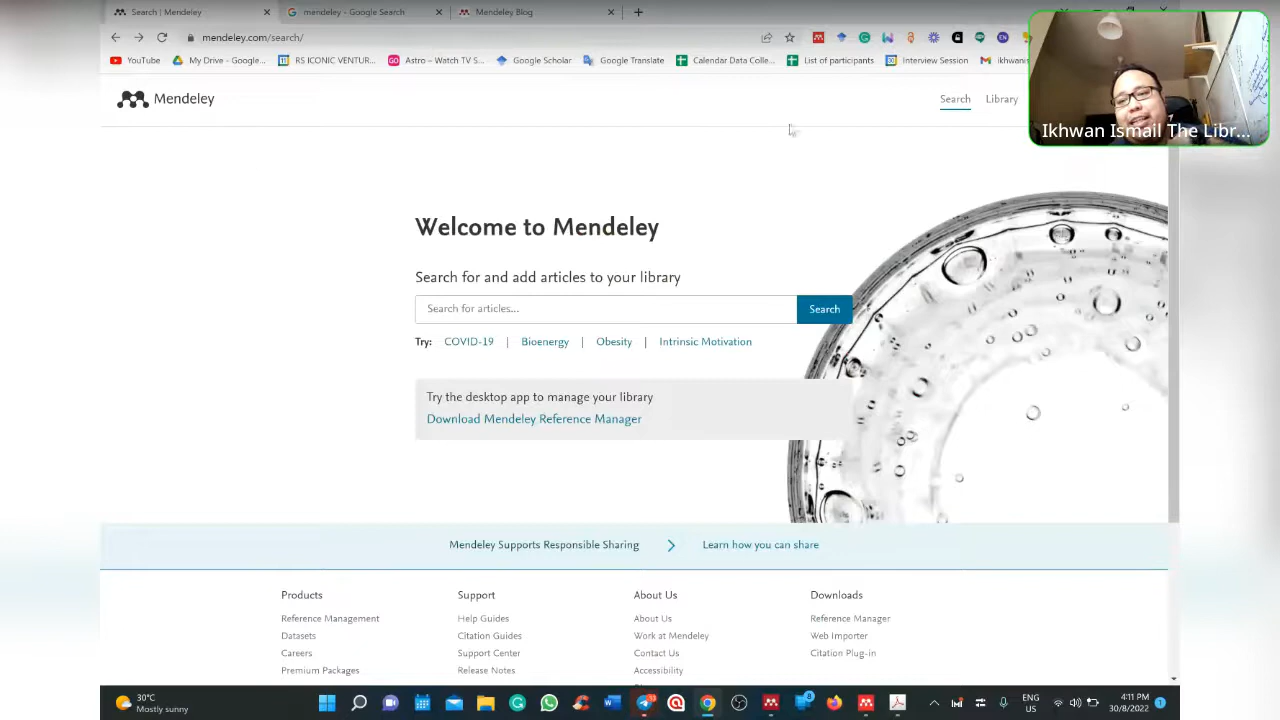 Search | Mendeley
mendeley - Google Search
Mendeley Blog
mendeley.com/search/
YouTube
My Drive - Google...
RS ICONIC VENTUR...
Astro – Watch TV S...
Google Scholar
Google Translate
Calendar Data Colle...
List of participants
Interview Session
Mendeley
Search
Library
Ikhwan Ismail The Libr...
Welcome to Mendeley
Search for and add articles to your library
Search for articles...
Search
Try: COVID-19 | Bioenergy | Obesity | Intrinsic Motivation
Try the desktop app to manage your library
Download Mendeley Reference Manager
Mendeley Supports Responsible Sharing
Learn how you can share
Products
Support
About Us
Downloads
Reference Management
Help Guides
About Us
Reference Manager
Datasets
Citation Guides
Work at Mendeley
Web Importer
Careers
Support Center
Contact Us
Citation Plug-in
Premium Packages
Release Notes
Accessibility
30°C
Mostly sunny
ENG
US
4:11 PM
30/8/2022